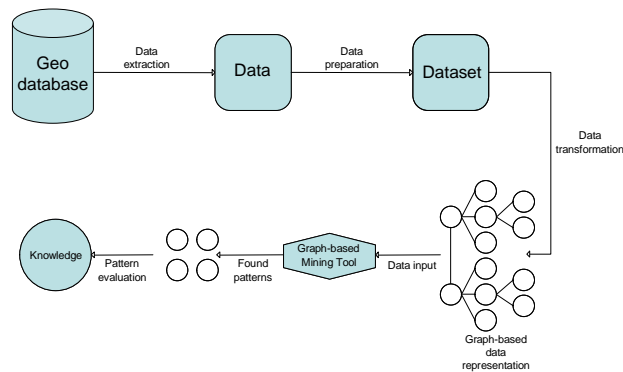 Geo
database
Data
extraction
Data
Data
preparation
Dataset
Data
transformation
Knowledge
Pattern
evaluation
Found
patterns
Graph-based
Mining Tool
Data input
Graph-based
data
representation